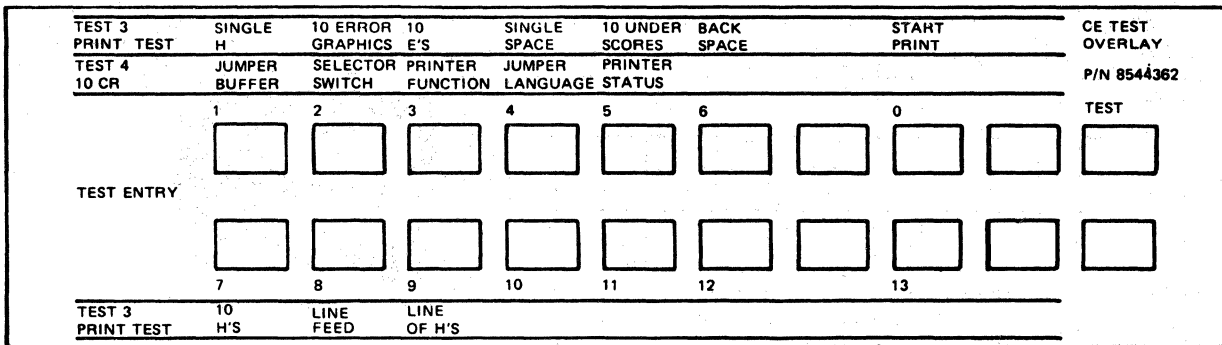 TEST 3 SINGLE 10 ERROR 10 SINGLE 10 UNDER BACK START CE TEST
PRINT TEST H GRAPHICS E'S SPACE SCORES SPACE PRINT OVERLAY
TEST 4 JUMPER SELECTOR PRINTER JUMPER PRINTER
10 CR BUFFER SWITCH FUNCTION LANGUAGE STATUS P/N 8544362
1 2 3 4 5 6 0 TEST
TEST ENTRY
7 8 9 10 11 12 13
TEST 3 10 LINE LINE
PRINT TEST H'S FEED OF H'S